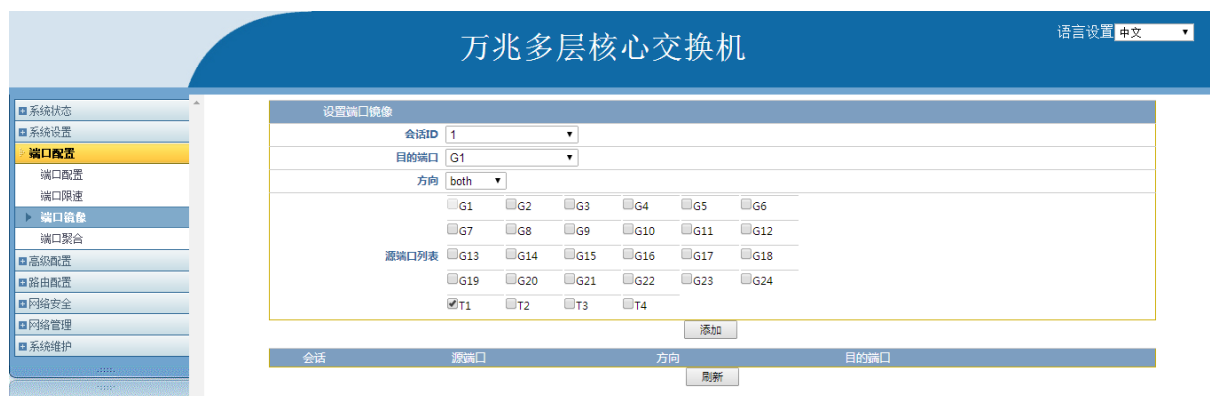 万兆多层核心交换机
语言设置 中文
系统状态
系统设置
端口配置
端口配置
端口限速
端口镜像
端口聚合
高级配置
路由配置
网络安全
网络管理
系统维护
设置端口镜像
会话ID 1
目的端口 G1
方向 both
源端口列表
G1 G2 G3 G4 G5 G6
G7 G8 G9 G10 G11 G12
G13 G14 G15 G16 G17 G18
G19 G20 G21 G22 G23 G24
T1 T2 T3 T4
添加
会话 源端口 方向 目的端口
刷新